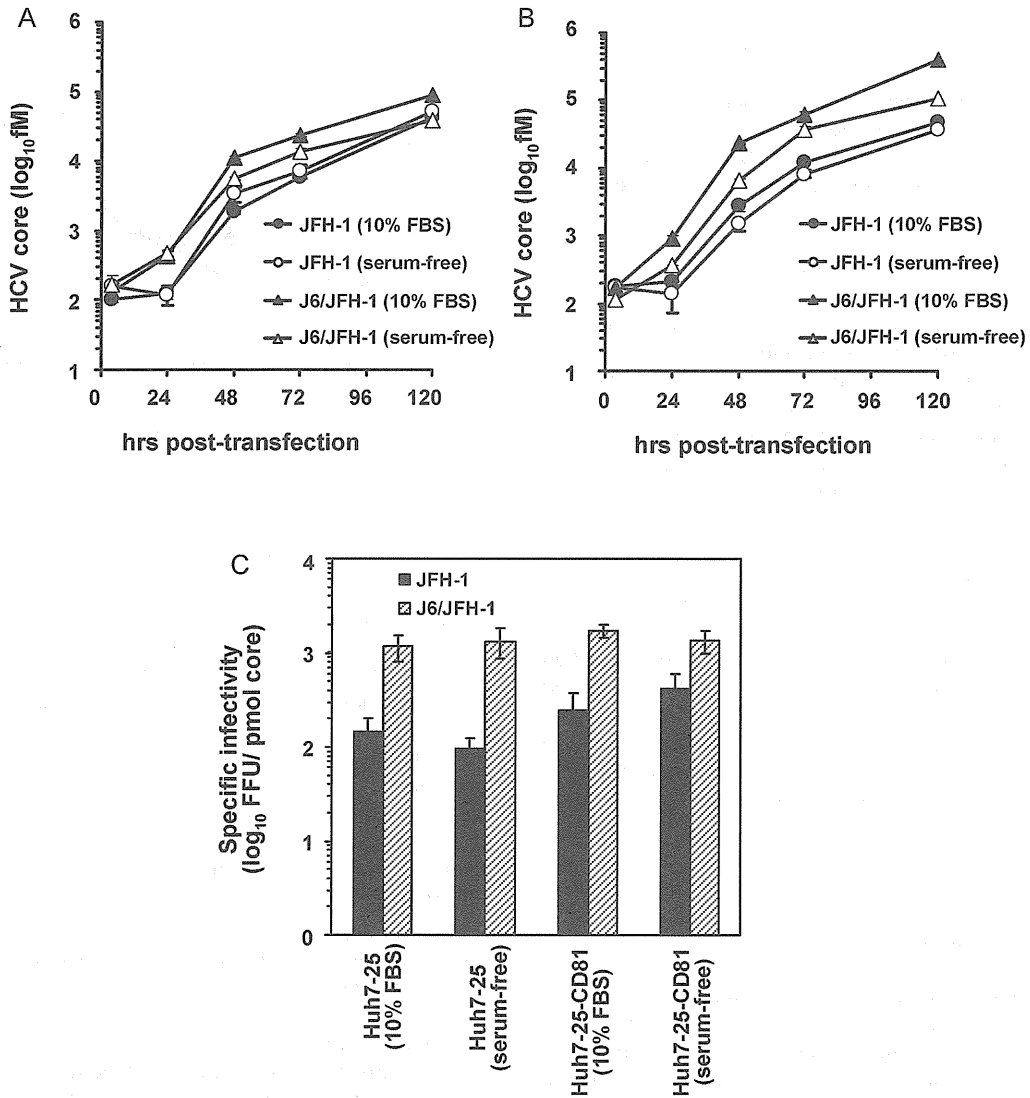 A
HCV core (log10fM)
6
5
4
3
2
1
0 24 48 72 96 120
hrs post-transfection
JFH-1 (10% FBS)
JFH-1 (serum-free)
J6/JFH-1 (10% FBS)
J6/JFH-1 (serum-free)
B
HCV core (log10fM)
6
5
4
3
2
1
0 24 48 72 96 120
hrs post-transfection
JFH-1 (10% FBS)
JFH-1 (serum-free)
J6/JFH-1 (10% FBS)
J6/JFH-1 (serum-free)
C
Specific infectivity
(log10 FFU/ pmol core)
4
3
2
1
0
JFH-1
J6/JFH-1
Huh7-25
(10% FBS)
Huh7-25
(serum-free)
Huh7-25-CD81
(10% FBS)
Huh7-25-CD81
(serum-free)